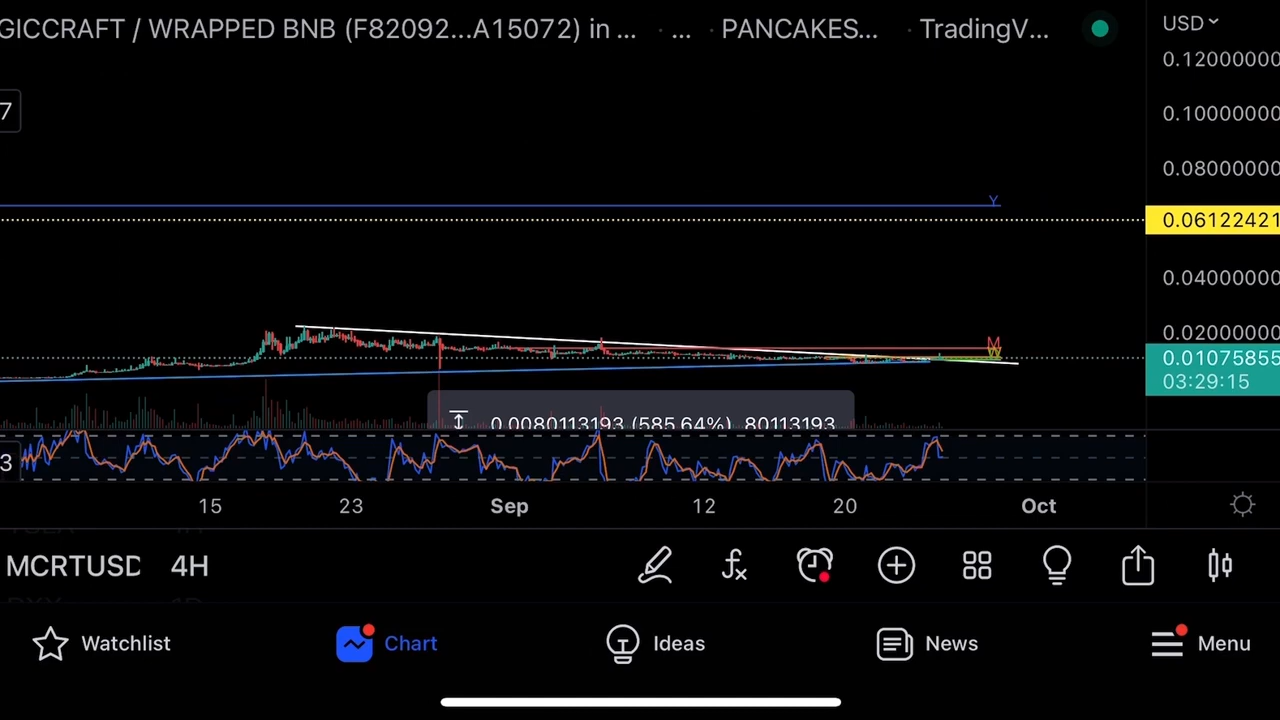 GICCRAFT / WRAPPED BNB (F82092...A15072) in ... · ... · PANCAKES... · TradingV...
USD
0.12000000
7
0.10000000
0.08000000
Y
0.06122421
0.04000000
0.02000000
M
W
0.01075855
03:29:15
0.0080113193 (585.64%) 80113193
3
15 23 Sep 12 20 Oct
MCRTUSD 4H
Watchlist Chart Ideas News Menu